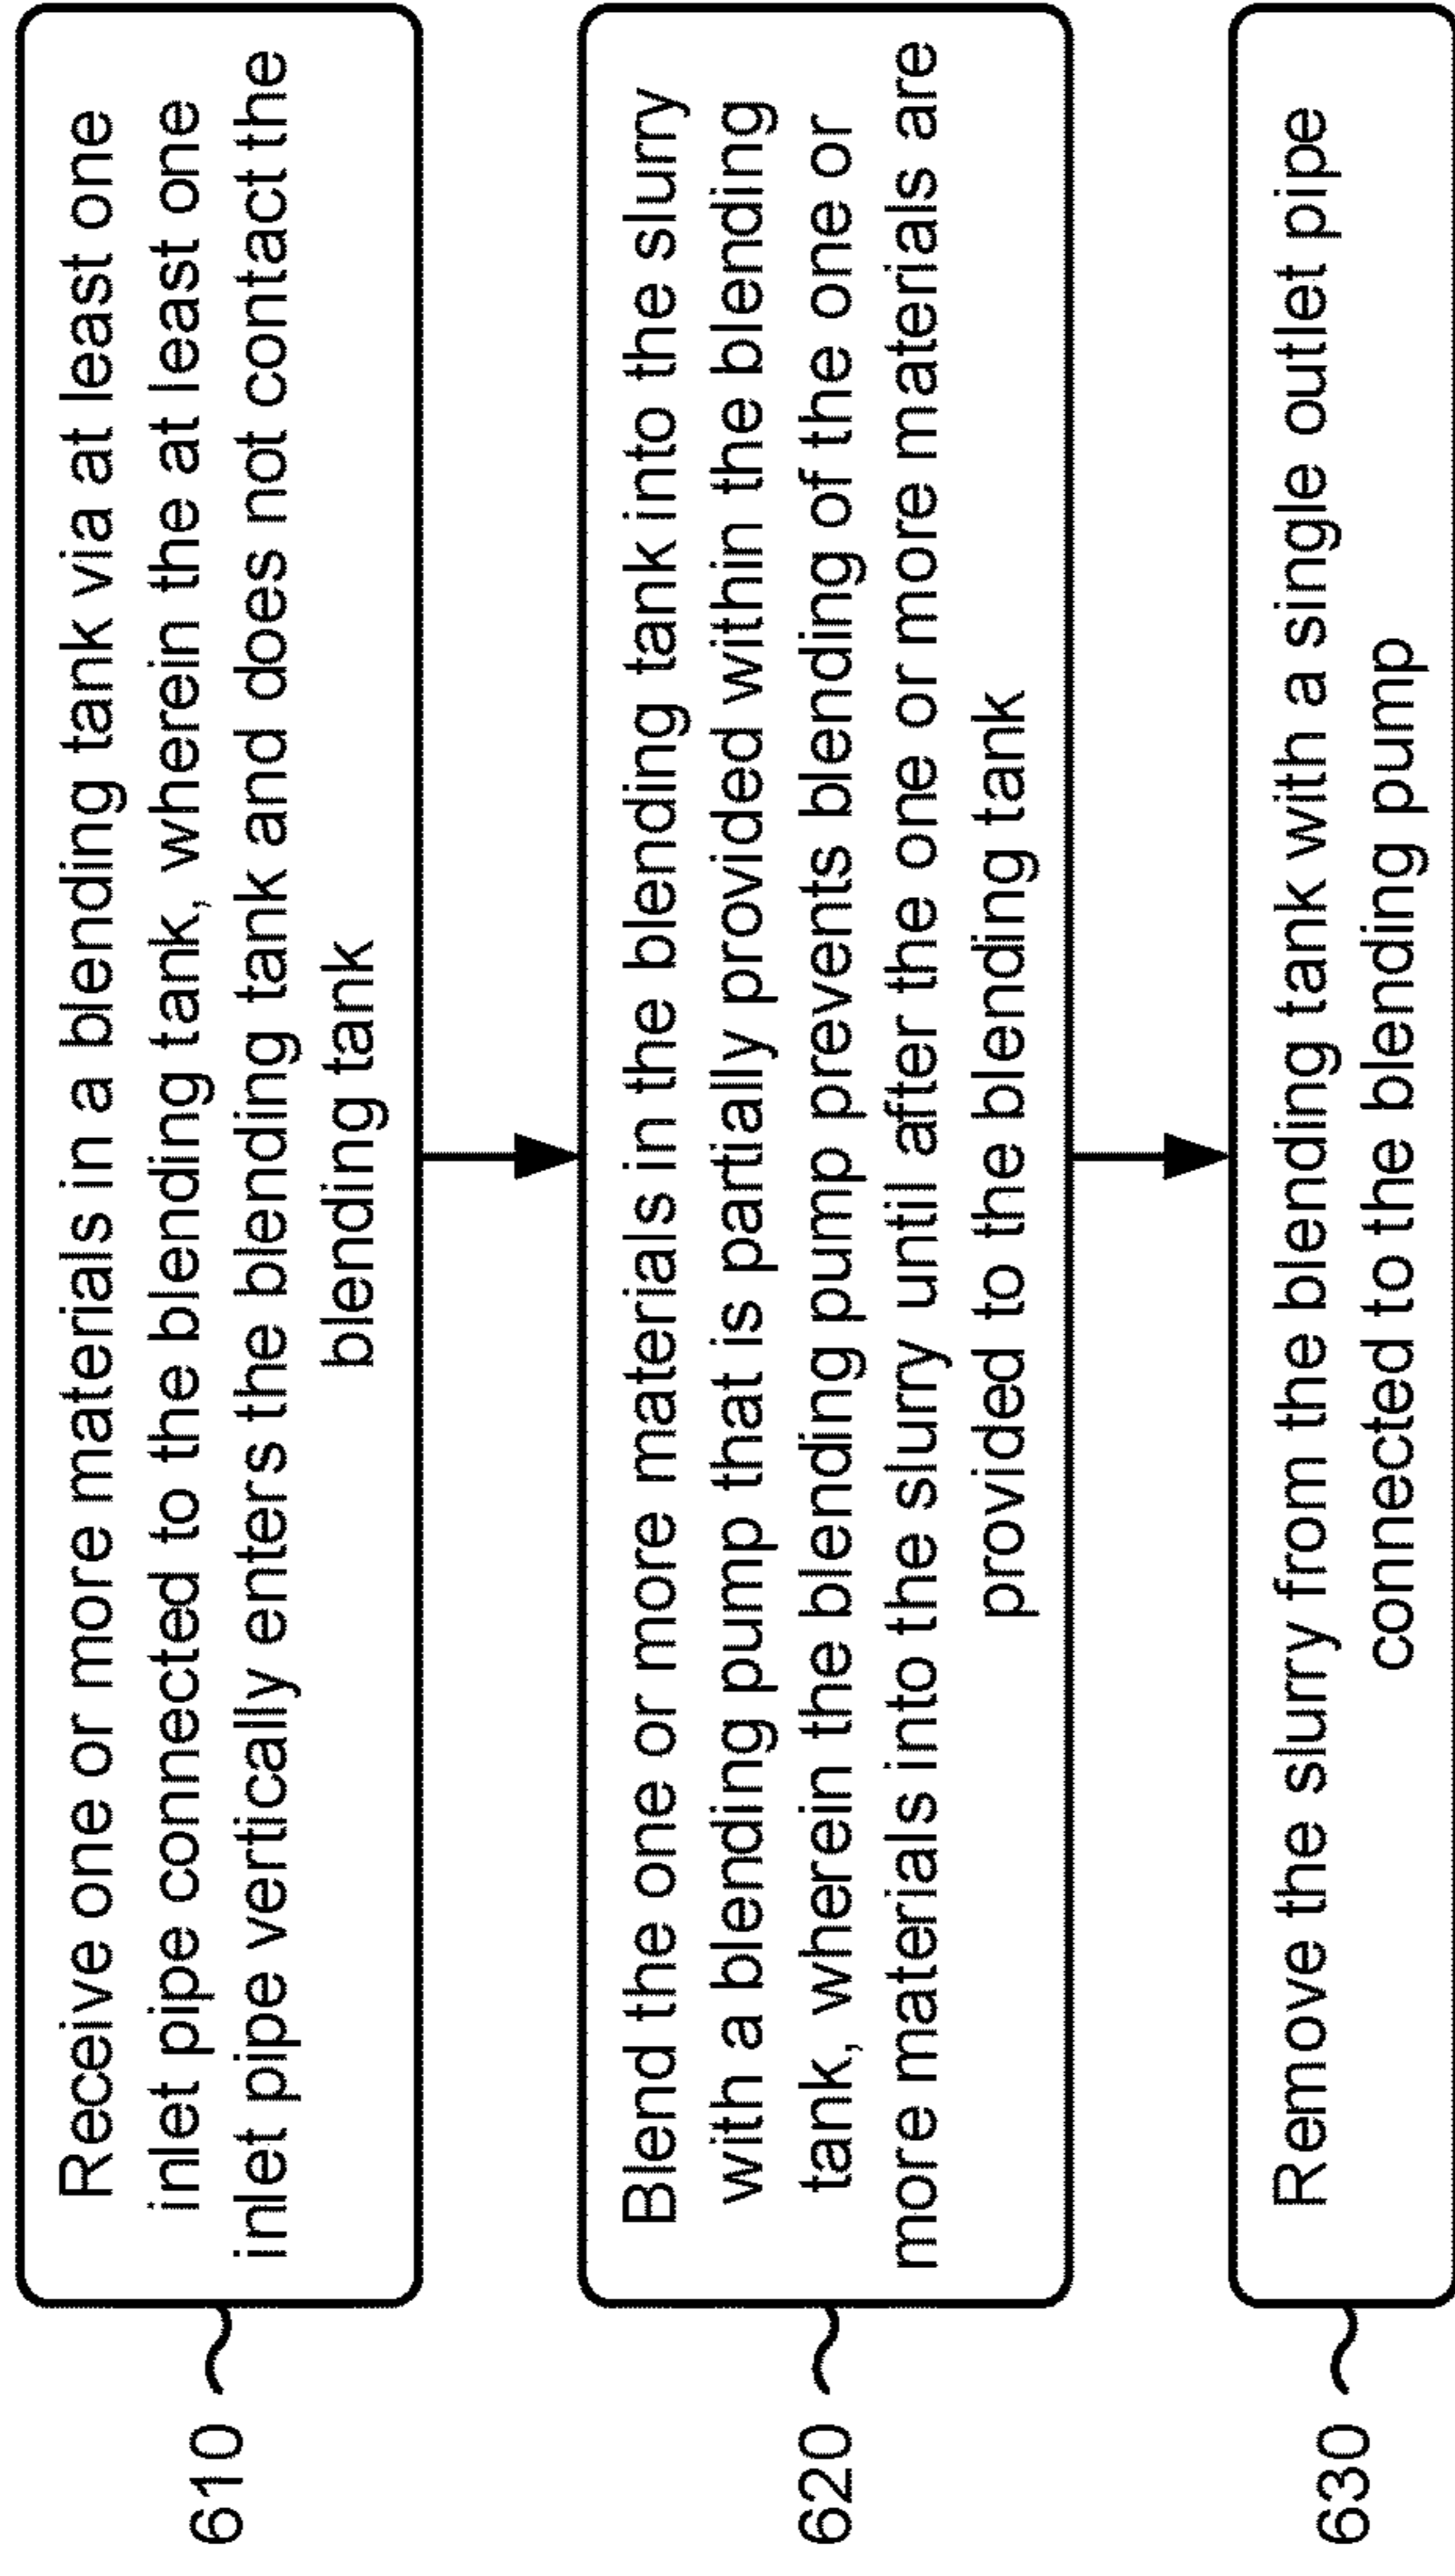 Receive one or more materials in a blending tank via at least one
inlet pipe connected to the blending tank, wherein the at least one
inlet pipe vertically enters the blending tank and does not contact the
blending tank
610
Blend the one or more materials in the blending tank into the slurry
with a blending pump that is partially provided within the blending
tank, wherein the blending pump prevents blending of the one or
more materials into the slurry until after the one or more materials are
provided to the blending tank
620
Remove the slurry from the blending tank with a single outlet pipe
connected to the blending pump
630